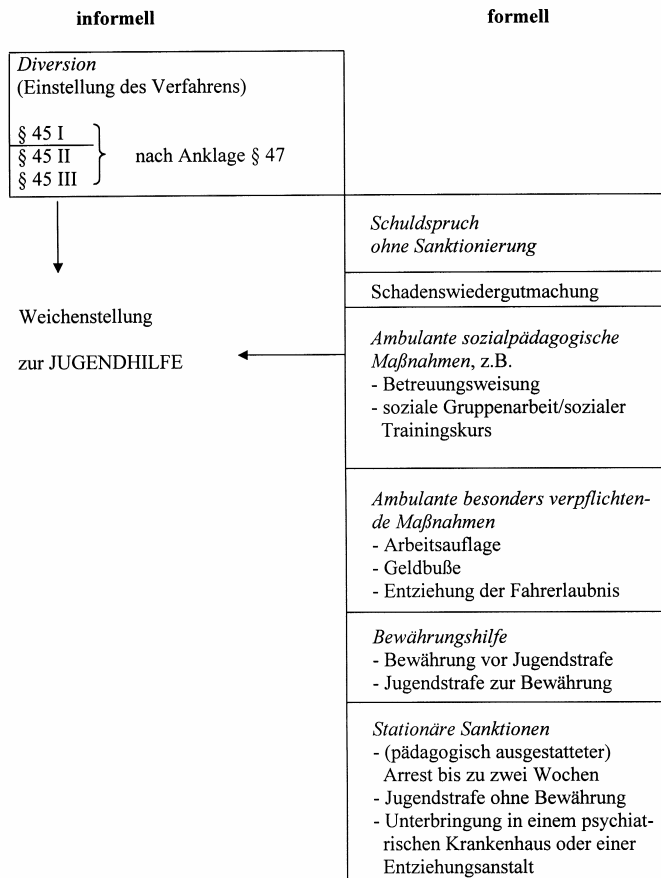 informell
formell
Diversion
(Einstellung des Verfahrens)
§ 45 I
§ 45 II
§ 45 III
nach Anklage § 47
Weichenstellung
zur JUGENDHILFE
Schuldspruch
ohne Sanktionierung
Schadenswiedergutmachung
Ambulante sozialpädagogische
Maßnahmen, z.B.
- Betreuungsweisung
- soziale Gruppenarbeit/sozialer
Trainingskurs
Ambulante besonders verpflichten-
de Maßnahmen
- Arbeitsauflage
- Geldbuße
- Entziehung der Fahrerlaubnis
Bewährungshilfe
- Bewährung vor Jugendstrafe
- Jugendstrafe zur Bewährung
Stationäre Sanktionen
- (pädagogisch ausgestatteter)
Arrest bis zu zwei Wochen
- Jugendstrafe ohne Bewährung
- Unterbringung in einem psychiat-
rischen Krankenhaus oder einer
Entziehungsanstalt